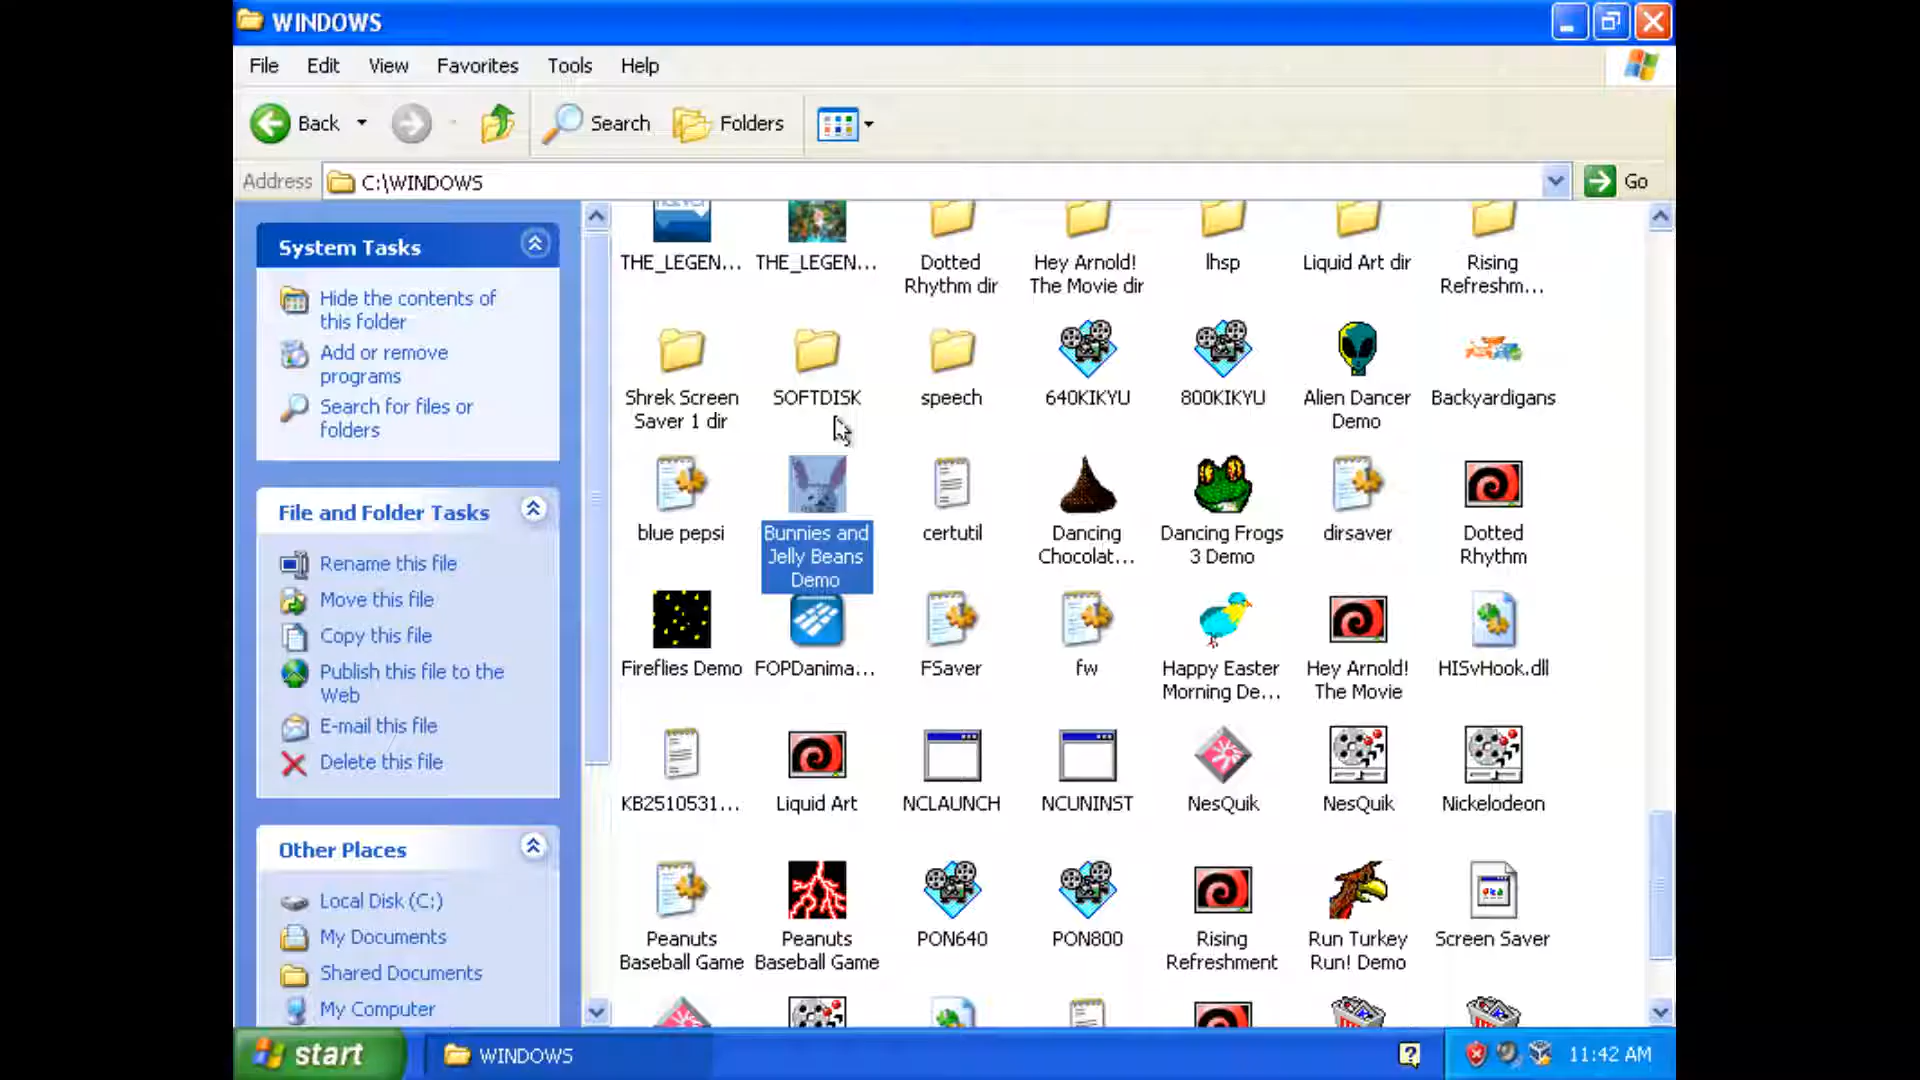 WINDOWS
File Edit View Favorites Tools Help
Back Search Folders
Address C:\WINDOWS Go
System Tasks
Hide the contents of
this folder
Add or remove
programs
Search for files or
folders
File and Folder Tasks
Rename this file
Move this file
Copy this file
Publish this file to the
Web
E-mail this file
Delete this file
Other Places
Local Disk (C:)
My Documents
Shared Documents
My Computer
THE_LEGEN... THE_LEGEN... Dotted Hey Arnold! lhsp Liquid Art dir Rising
Rhythm dir The Movie dir Refreshm...
Shrek Screen SOFTDISK speech 640KIKYU 800KIKYU Alien Dancer Backyardigans
Saver 1 dir Demo
blue pepsi Bunnies and certutil Dancing Dancing Frogs dirsaver Dotted
Jelly Beans Chocolat... 3 Demo Rhythm
Demo
Fireflies Demo FOPDanima... FSaver fw Happy Easter Hey Arnold! HISvHook.dll
Morning De... The Movie
KB2510531... Liquid Art NCLAUNCH NCUNINST NesQuik NesQuik Nickelodeon
Peanuts Peanuts PON640 PON800 Rising Run Turkey Screen Saver
Baseball Game Baseball Game Refreshment Run! Demo
start WINDOWS 11:42 AM